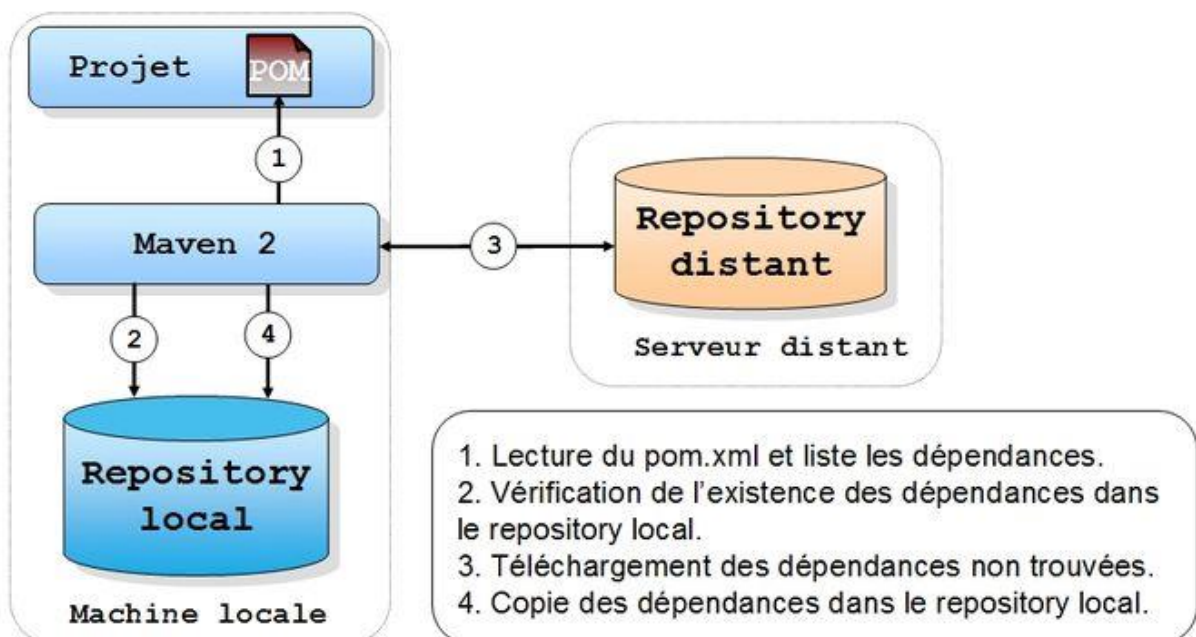 Projet
POM
1
Maven 2
3
Repository
distant
Serveur distant
2
4
Repository
local
Machine locale
1. Lecture du pom.xml et liste les dépendances.
2. Vérification de l’existence des dépendances dans
le repository local.
3. Téléchargement des dépendances non trouvées.
4. Copie des dépendances dans le repository local.